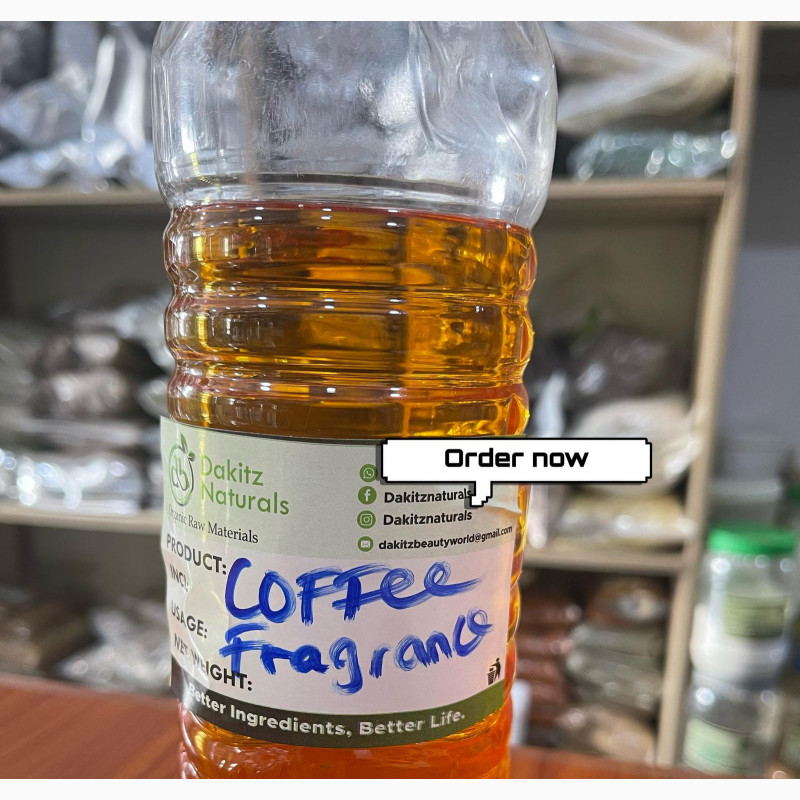 Order now
Dakitz
Naturals
Organic Raw Materials
Dakitznaturals
Dakitznaturals
dakitzbeautyworld@gmail.com
PRODUCT: COFFee
Fragrance
INCI:
USAGE:
NET WEIGHT:
Better Ingredients, Better Life.